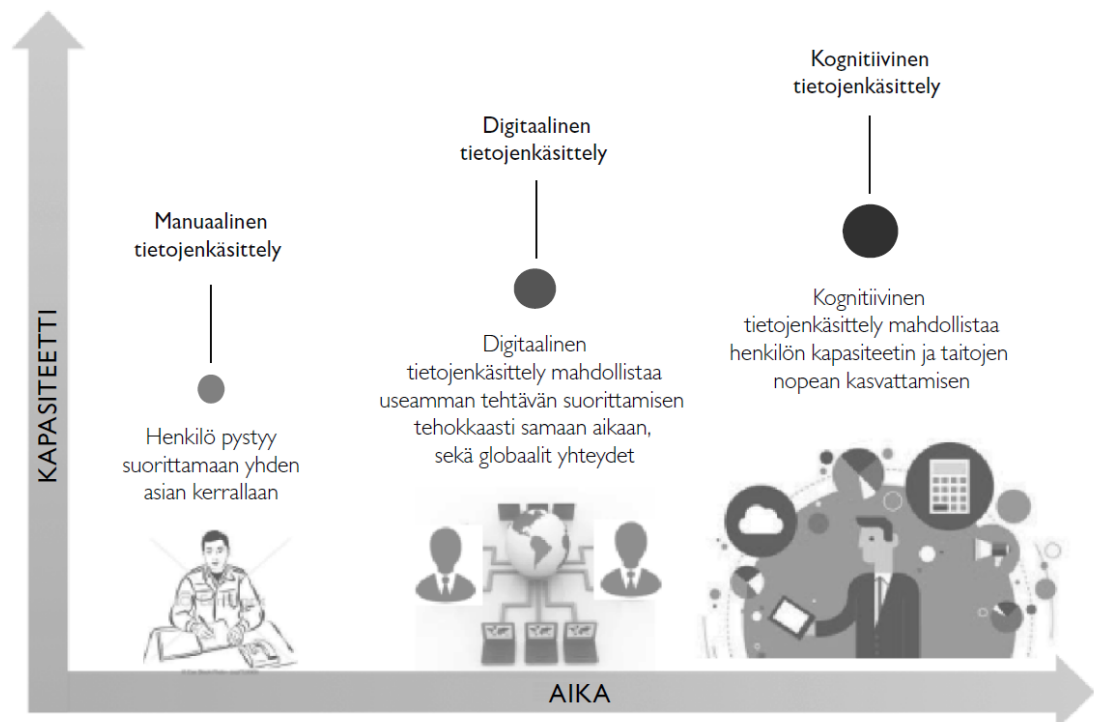 Kognitiivinen
tietojenkäsittely
Digitaalinen
tietojenkäsittely
Manuaalinen
tietojenkäsittely
Kognitiivinen
tietojenkäsittely mahdollistaa
henkilön kapasiteetin ja taitojen
nopean kasvattamisen
Digitaalinen
tietojenkäsittely mahdollistaa
useamman tehtävän suorittamisen
tehokkaasti samaan aikaan,
sekä globaalit yhteydet
Henkilö pystyy
suorittamaan yhden
asian kerrallaan
KAPASITEETTI
AIKA